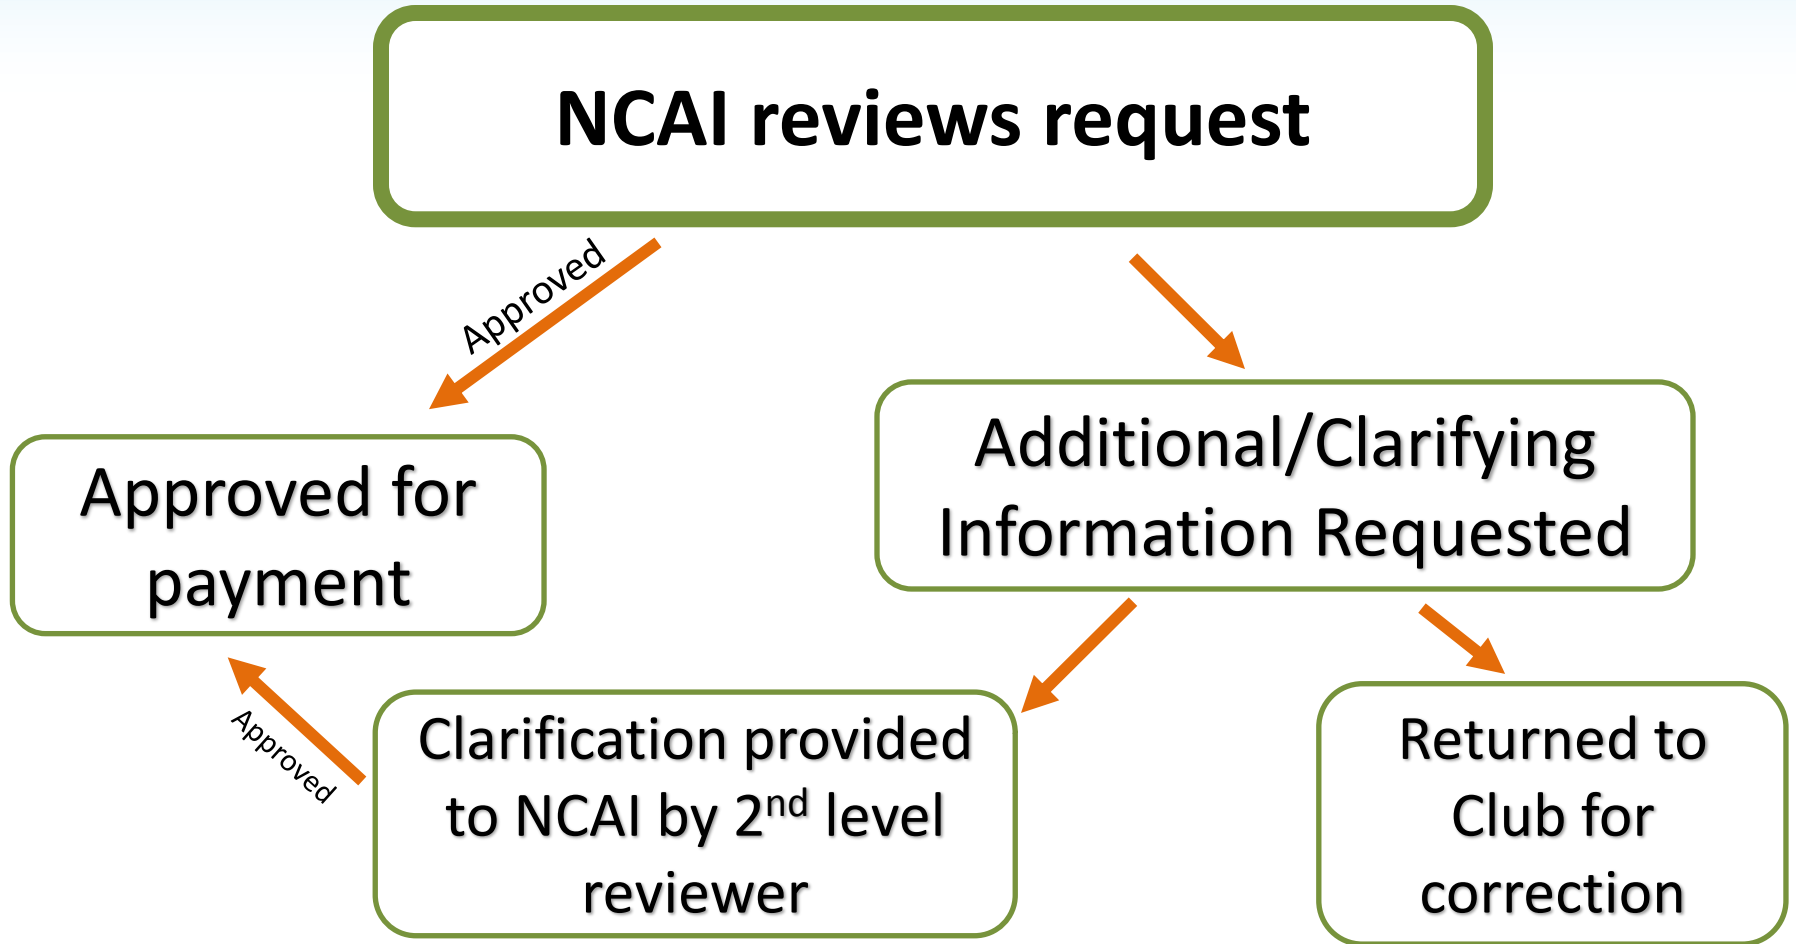 NCAI reviews request
Approved
Additional/Clarifying
Information Requested
Approved for
payment
Approved
Clarification provided
to NCAI by 2nd level
reviewer
Returned to
Club for
correction